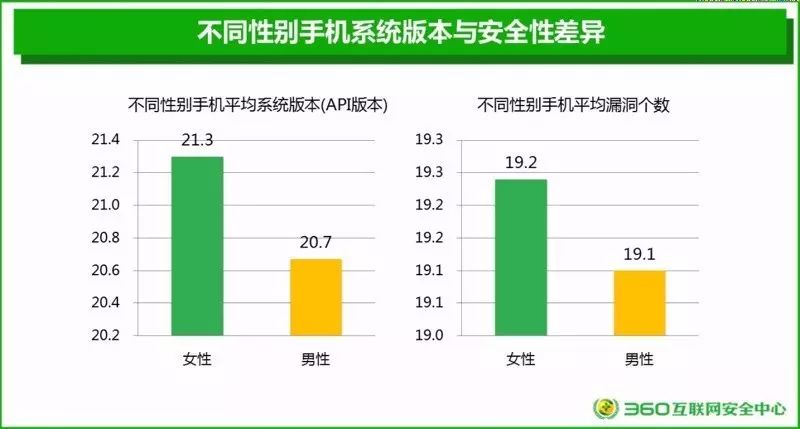 不同性别手机系统版本与安全性差异
不同性别手机平均系统版本(API版本)
21.4
21.2
21.0
20.8
20.6
20.4
20.2
21.3
20.7
女性
男性
不同性别手机平均漏洞个数
19.3
19.3
19.2
19.2
19.1
19.1
19.0
19.2
19.1
女性
男性
360互联网安全中心